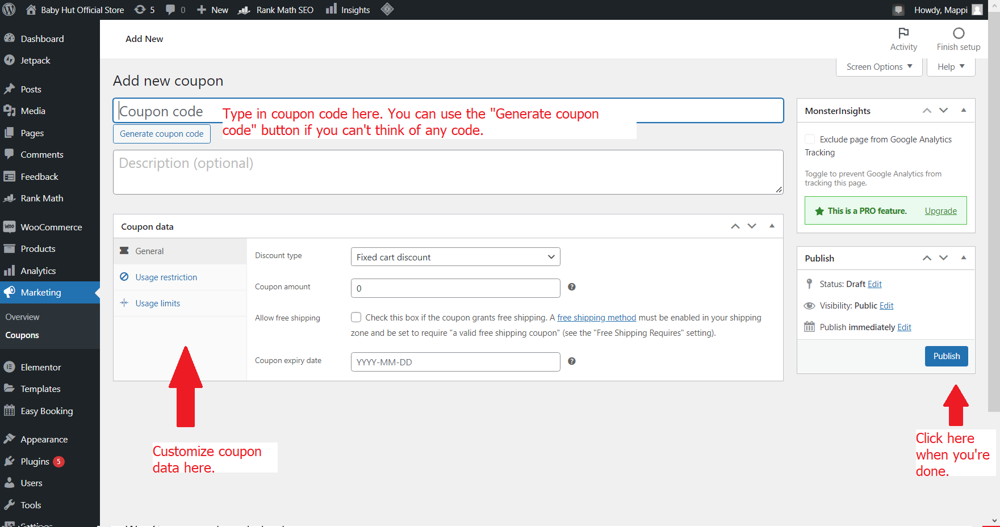 Baby Hut Official Store 5 0 New Rank Math SEO Insights Howdy, Mappi
Dashboard
Jetpack
Posts
Media
Pages
Comments
Feedback
Rank Math
WooCommerce
Products
Analytics
Marketing
Overview
Coupons
Elementor
Templates
Easy Booking
Appearance
Plugins 5
Users
Tools
Settings
Add New
Activity
Finish setup
Screen Options
Help
Add new coupon
Coupon code
Type in coupon code here. You can use the "Generate coupon
code" button if you can't think of any code.
Generate coupon code
Description (optional)
Coupon data
General
Usage restriction
Usage limits
Discount type
Fixed cart discount
Coupon amount
0
Allow free shipping
Check this box if the coupon grants free shipping. A free shipping method must be enabled in your shipping
zone and be set to require "a valid free shipping coupon" (see the "Free Shipping Requires" setting).
Coupon expiry date
YYYY-MM-DD
Customize coupon
data here.
MonsterInsights
Exclude page from Google Analytics
Tracking
Toggle to prevent Google Analytics from
tracking this page.
This is a PRO feature. Upgrade
Publish
Status: Draft Edit
Visibility: Public Edit
Publish immediately Edit
Publish
Click here
when you're
done.